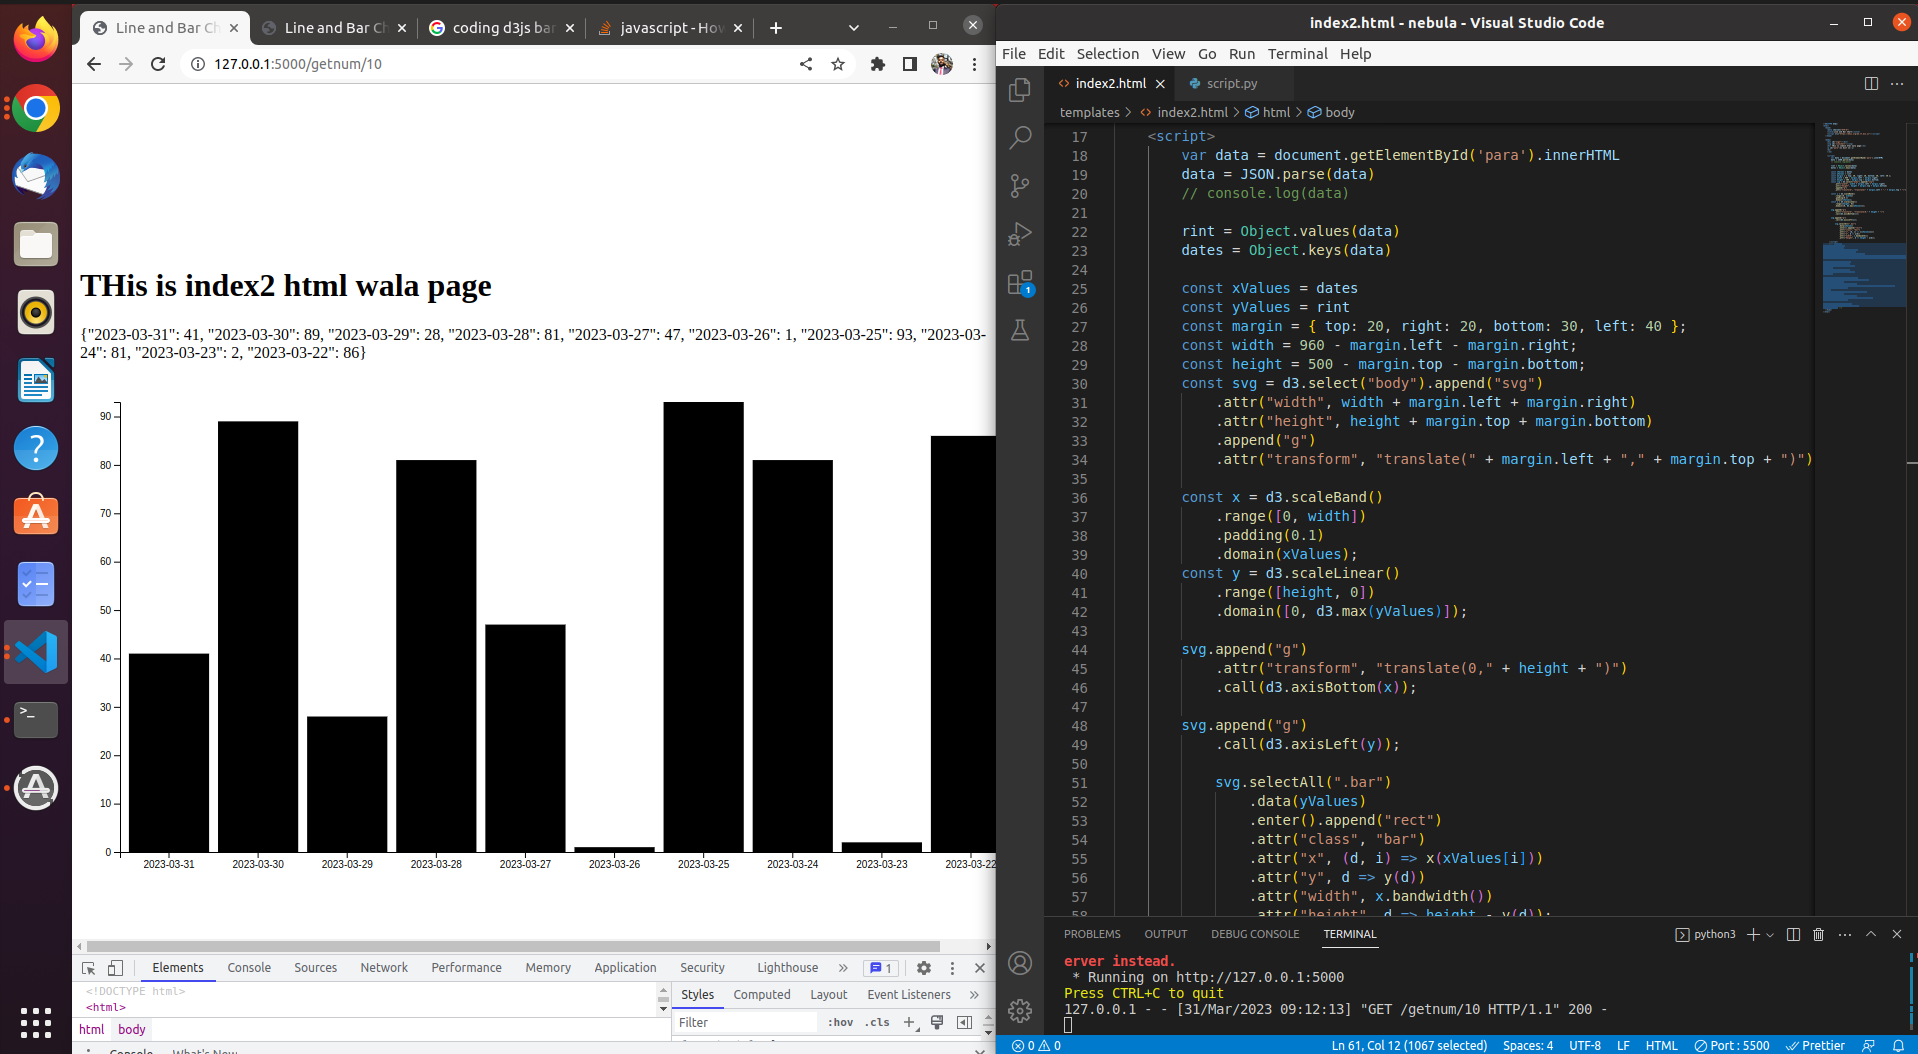 Line and Bar Ch
Line and Bar Ch
coding d3js bar
javascript - How
127.0.0.1:5000/getnum/10
THis is index2 html wala page
{"2023-03-31": 41, "2023-03-30": 89, "2023-03-29": 28, "2023-03-28": 81, "2023-03-27": 47, "2023-03-26": 1, "2023-03-25": 93, "2023-03-
24": 81, "2023-03-23": 2, "2023-03-22": 86}
90
80
70
60
50
40
30
20
10
0
2023-03-31 2023-03-30 2023-03-29 2023-03-28 2023-03-27 2023-03-26 2023-03-25 2023-03-24 2023-03-23 2023-03-22
Elements Console Sources Network Performance Memory Application Security Lighthouse » 1
<!DOCTYPE html>
<html>
html body
Styles Computed Layout Event Listeners »
Filter :hov .cls
Console What's New
index2.html - nebula - Visual Studio Code
File Edit Selection View Go Run Terminal Help
index2.html script.py
templates > index2.html > html > body
1
17 <script>
18 var data = document.getElementById('para').innerHTML
19 data = JSON.parse(data)
20 // console.log(data)
21
22 rint = Object.values(data)
23 dates = Object.keys(data)
24
25 const xValues = dates
26 const yValues = rint
27 const margin = { top: 20, right: 20, bottom: 30, left: 40 };
28 const width = 960 - margin.left - margin.right;
29 const height = 500 - margin.top - margin.bottom;
30 const svg = d3.select("body").append("svg")
31 .attr("width", width + margin.left + margin.right)
32 .attr("height", height + margin.top + margin.bottom)
33 .append("g")
34 .attr("transform", "translate(" + margin.left + "," + margin.top + ")")
35
36 const x = d3.scaleBand()
37 .range([0, width])
38 .padding(0.1)
39 .domain(xValues);
40 const y = d3.scaleLinear()
41 .range([height, 0])
42 .domain([0, d3.max(yValues)]);
43
44 svg.append("g")
45 .attr("transform", "translate(0," + height + ")")
46 .call(d3.axisBottom(x));
47
48 svg.append("g")
49 .call(d3.axisLeft(y));
50
51 svg.selectAll(".bar")
52 .data(yValues)
53 .enter().append("rect")
54 .attr("class", "bar")
55 .attr("x", (d, i) => x(xValues[i]))
56 .attr("y", d => y(d))
57 .attr("width", x.bandwidth())
58 .attr("height", d => height - y(d));
PROBLEMS OUTPUT DEBUG CONSOLE TERMINAL python3
erver instead.
* Running on http://127.0.0.1:5000
Press CTRL+C to quit
127.0.0.1 - - [31/Mar/2023 09:12:13] "GET /getnum/10 HTTP/1.1" 200 -
0 0 Ln 61, Col 12 (1067 selected) Spaces: 4 UTF-8 LF HTML Port : 5500 Prettier